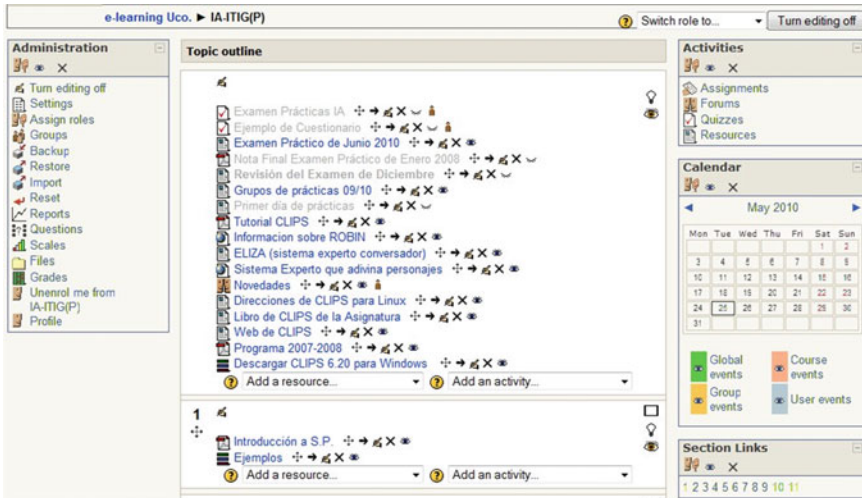 e-learning Uco. ► IA-ITIG(P)
Switch role to...
Turn editing off
Administration
Turn editing off
Settings
Assign roles
Groups
Backup
Restore
Import
Reset
Reports
Questions
Scales
Files
Grades
Unenrol me from
IA-ITIG(P)
Profile
Topic outline
Examen Prácticas IA
Ejemplo de Cuestionario
Examen Práctico de Junio 2010
Nota Final Examen Práctico de Enero 2008
Revisión del Examen de Diciembre
Grupos de prácticas 09/10
Primer día de prácticas
Tutorial CLIPS
Informacion sobre ROBIN
ELIZA (sistema experto conversador)
Sistema Experto que adivina personajes
Novedades
Direcciones de CLIPS para Linux
Libro de CLIPS de la Asignatura
Web de CLIPS
Programa 2007-2008
Descargar CLIPS 6.20 para Windows
Add a resource... Add an activity...
1
Introducción a S.P.
Ejemplos
Add a resource... Add an activity...
Activities
Assignments
Forums
Quizzes
Resources
Calendar
May 2010
Mon Tue Wed Thu Fri Sat Sun
1 2
3 4 5 6 7 8 9
10 11 12 13 14 15 16
17 18 19 20 21 22 23
24 25 26 27 28 29 30
31
Global events
Course events
Group events
User events
Section Links
1 2 3 4 5 6 7 8 9 10 11